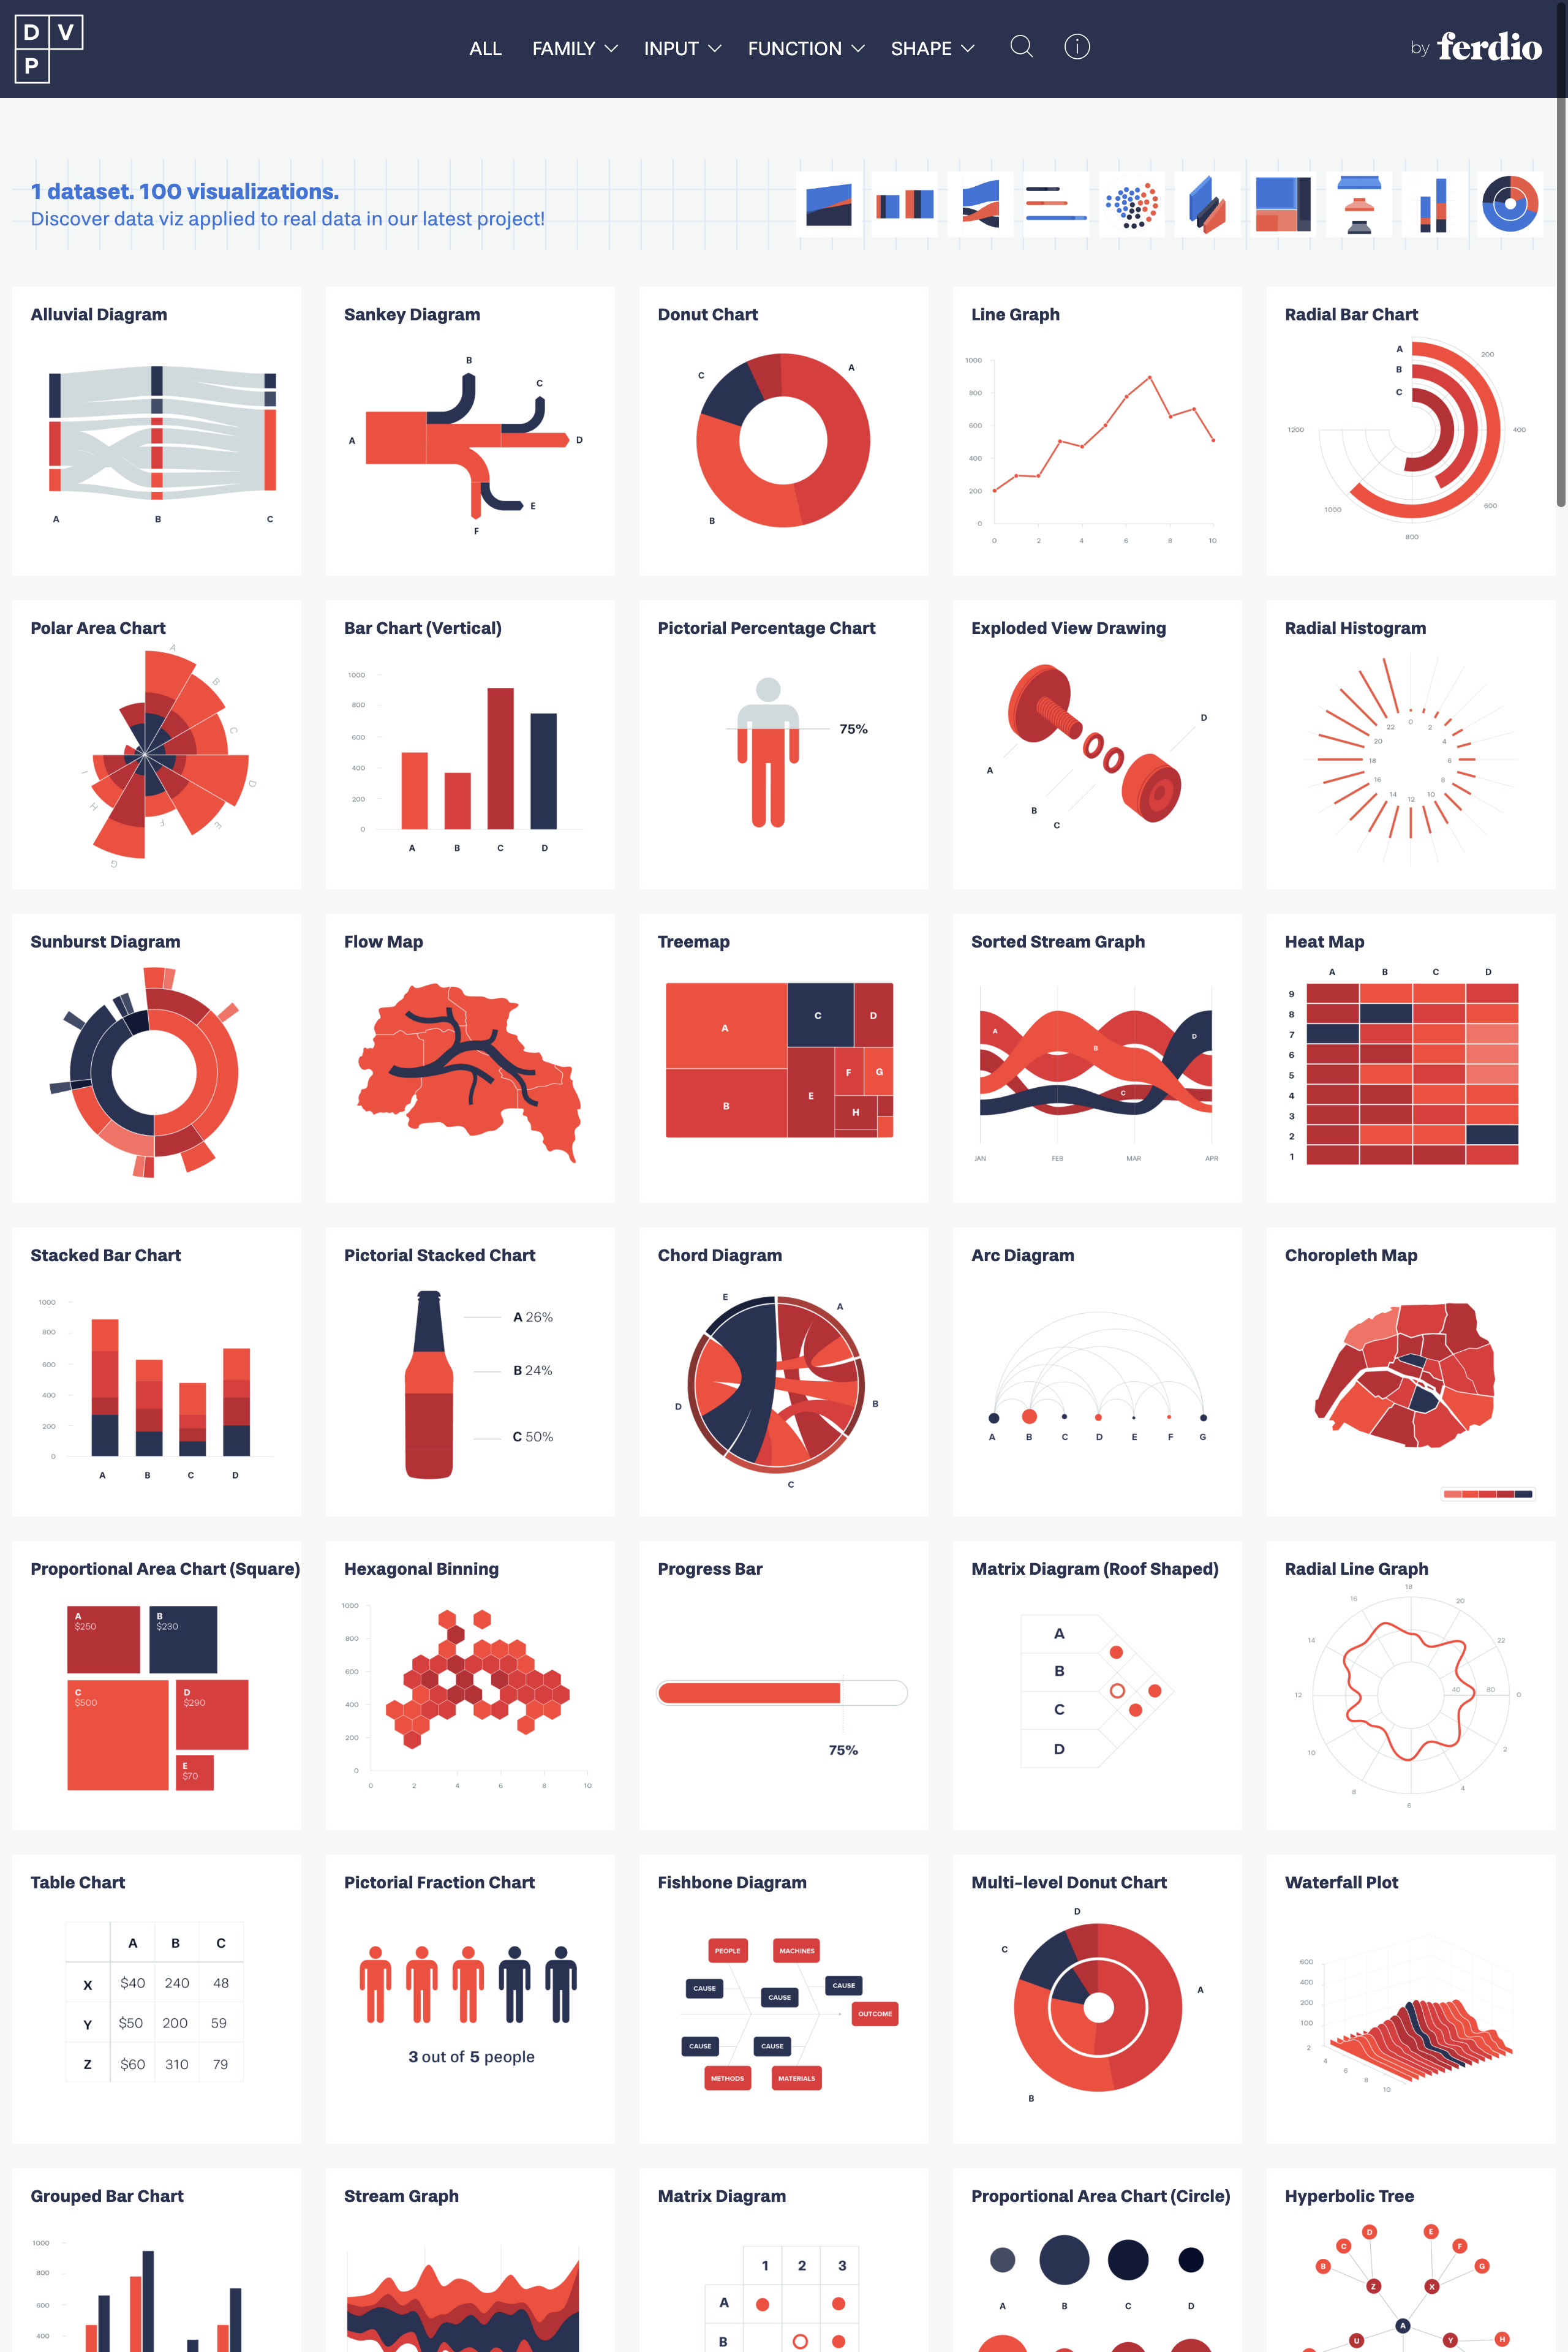 D V
P
ALL FAMILY INPUT FUNCTION SHAPE
by ferdio
1 dataset. 100 visualizations.
Discover data viz applied to real data in our latest project!
Alluvial Diagram
A B C
Sankey Diagram
B
C
A
D
E
F
Donut Chart
C
A
B
Line Graph
1000
800
600
400
200
0
0 2 4 6 8 10
Radial Bar Chart
A
B
C
200
400
600
800
1000
1200
Polar Area Chart
A
B
C
D
E
F
G
H
I
Bar Chart (Vertical)
1000
800
600
400
200
0
A B C D
Pictorial Percentage Chart
75%
Exploded View Drawing
D
A
B
C
Radial Histogram
0
2
4
6
8
10
12
14
16
18
20
22
Sunburst Diagram
Flow Map
Treemap
A
B
C
D
E
F
G
H
Sorted Stream Graph
A
B
C
D
JAN FEB MAR APR
Heat Map
A B C D
9
8
7
6
5
4
3
2
1
Stacked Bar Chart
1000
800
600
400
200
0
A B C D
Pictorial Stacked Chart
A 26%
B 24%
C 50%
Chord Diagram
E
A
B
D
C
Arc Diagram
A B C D E F G
Choropleth Map
Proportional Area Chart (Square)
A
$250
B
$230
C
$500
D
$290
E
$70
Hexagonal Binning
1000
800
600
400
200
0
0 2 4 6 8 10
Progress Bar
75%
Matrix Diagram (Roof Shaped)
A
B
C
D
Radial Line Graph
18
20
22
0
2
4
6
8
10
12
14
16
40 80
Table Chart
A B C
X $40 240 48
Y $50 200 59
Z $60 310 79
Pictorial Fraction Chart
3 out of 5 people
Fishbone Diagram
PEOPLE MACHINES
CAUSE CAUSE
CAUSE
OUTCOME
CAUSE CAUSE
METHODS MATERIALS
Multi-level Donut Chart
D
C
A
B
Waterfall Plot
600
400
200
100
2
4
6
8
10
Grouped Bar Chart
1000
800
600
400
Stream Graph
Matrix Diagram
1 2 3
A
B
Proportional Area Chart (Circle)
A B C D
Hyperbolic Tree
D E
C F
B G
Z X
A
U Y H